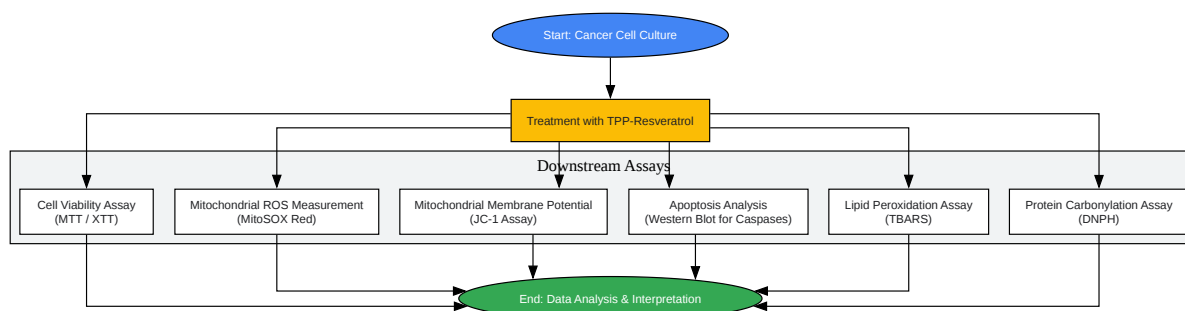 Start: Cancer Cell Culture
Treatment with TPP-Resveratrol
Downstream Assays
Cell Viability Assay
(MTT / XTT)
Mitochondrial ROS Measurement
(MitoSOX Red)
Mitochondrial Membrane Potential
(JC-1 Assay)
Apoptosis Analysis
(Western Blot for Caspases)
Lipid Peroxidation Assay
(TBARS)
Protein Carbonylation Assay
(DNPH)
End: Data Analysis & Interpretation